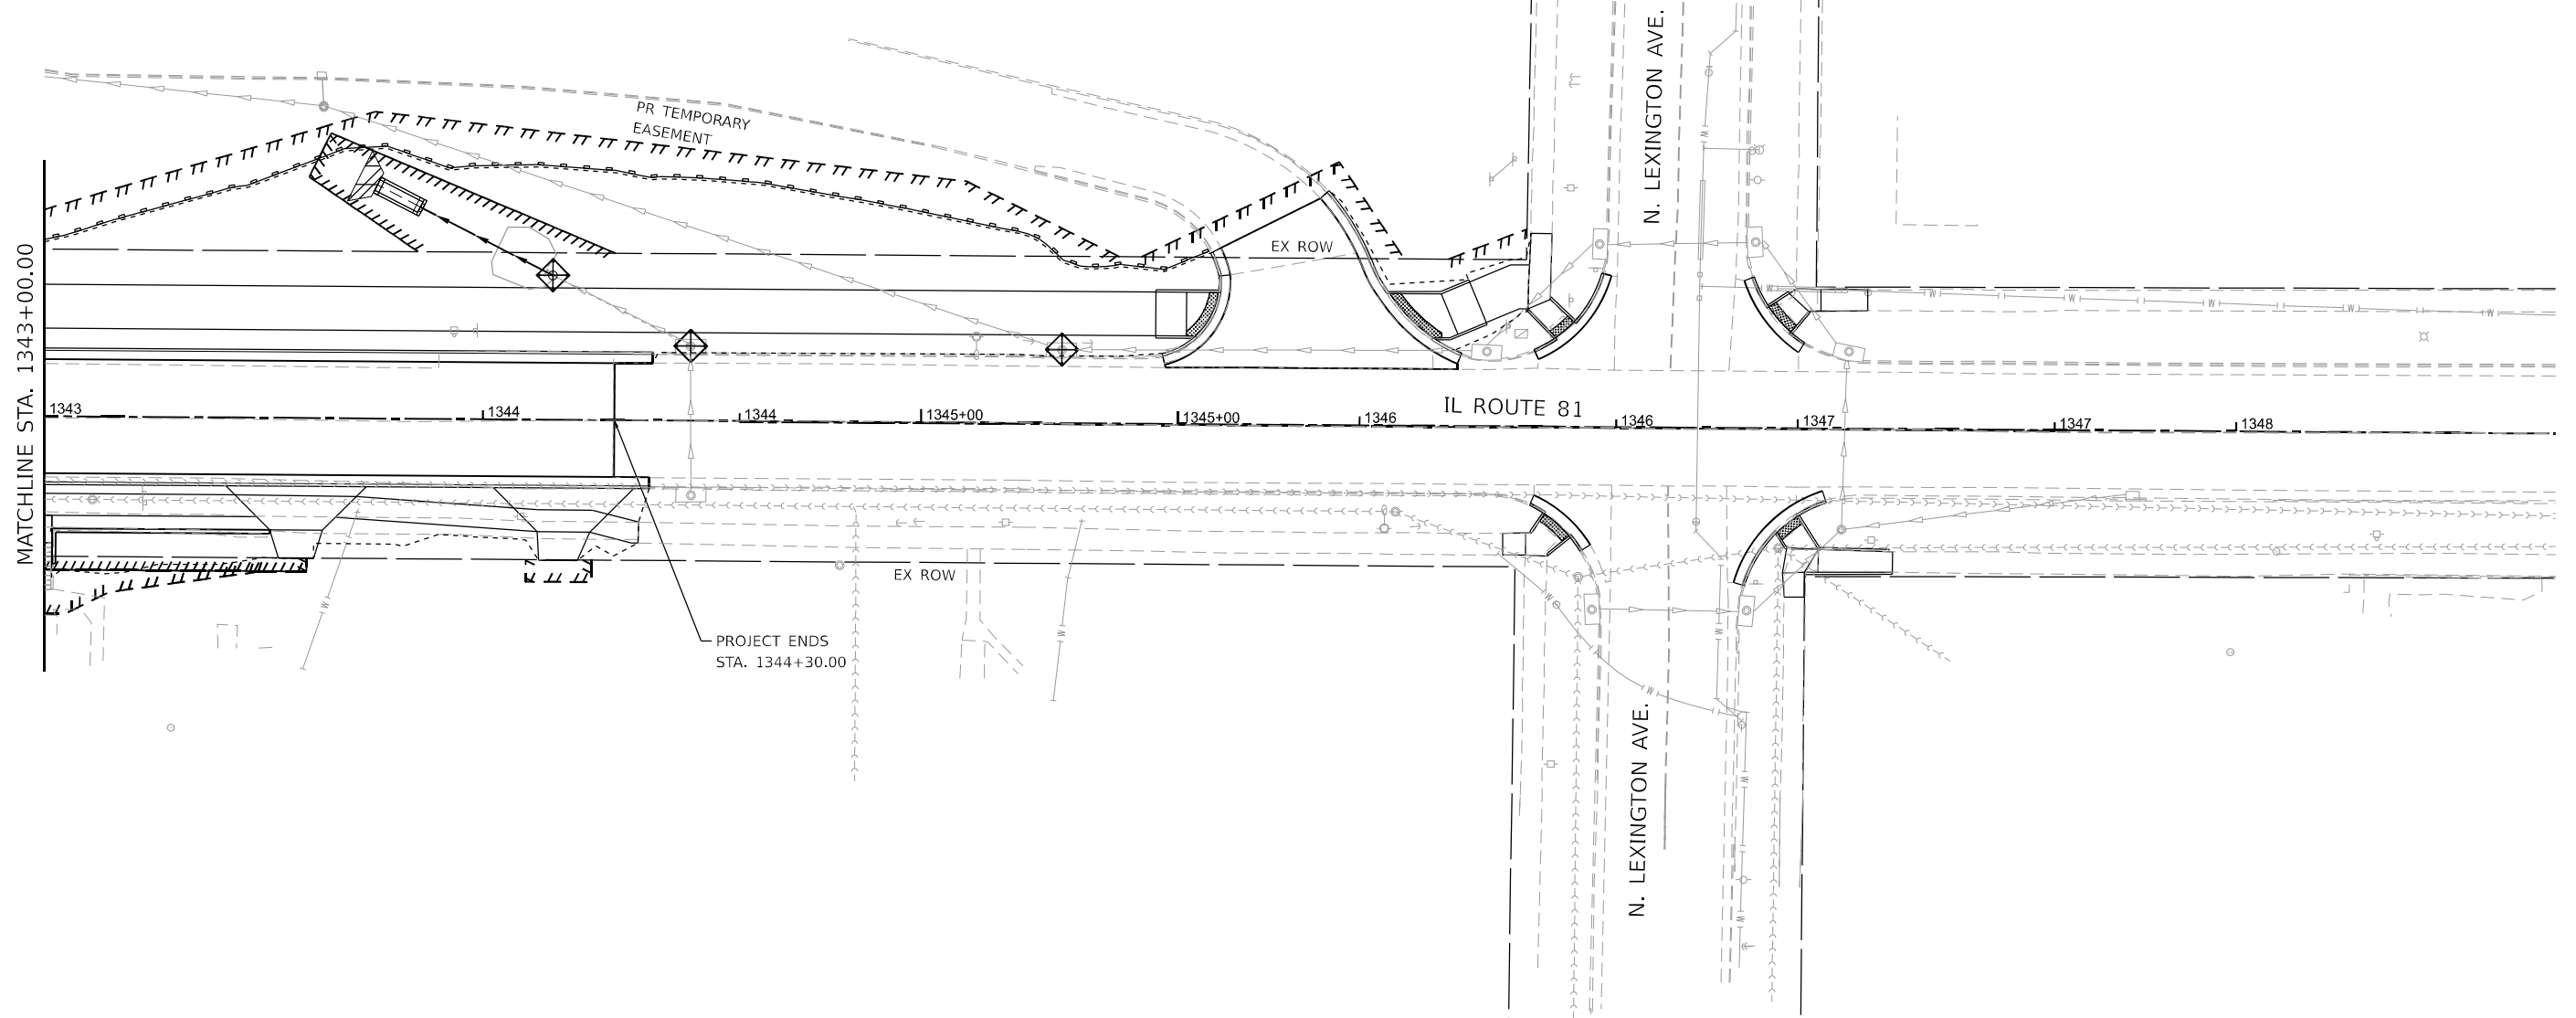 N. LEXINGTON AVE.
PR TEMPORARY
EASEMENT
EX ROW
MATCHLINE STA. 1343+00.00
1343
1344
1344
1345+00
1345+00
1346
IL ROUTE 81
1346
1347
1347
1348
EX ROW
PROJECT ENDS
STA. 1344+30.00
N. LEXINGTON AVE.
W
W
W
W
W
W
W
W
W
W
W
W
W
W